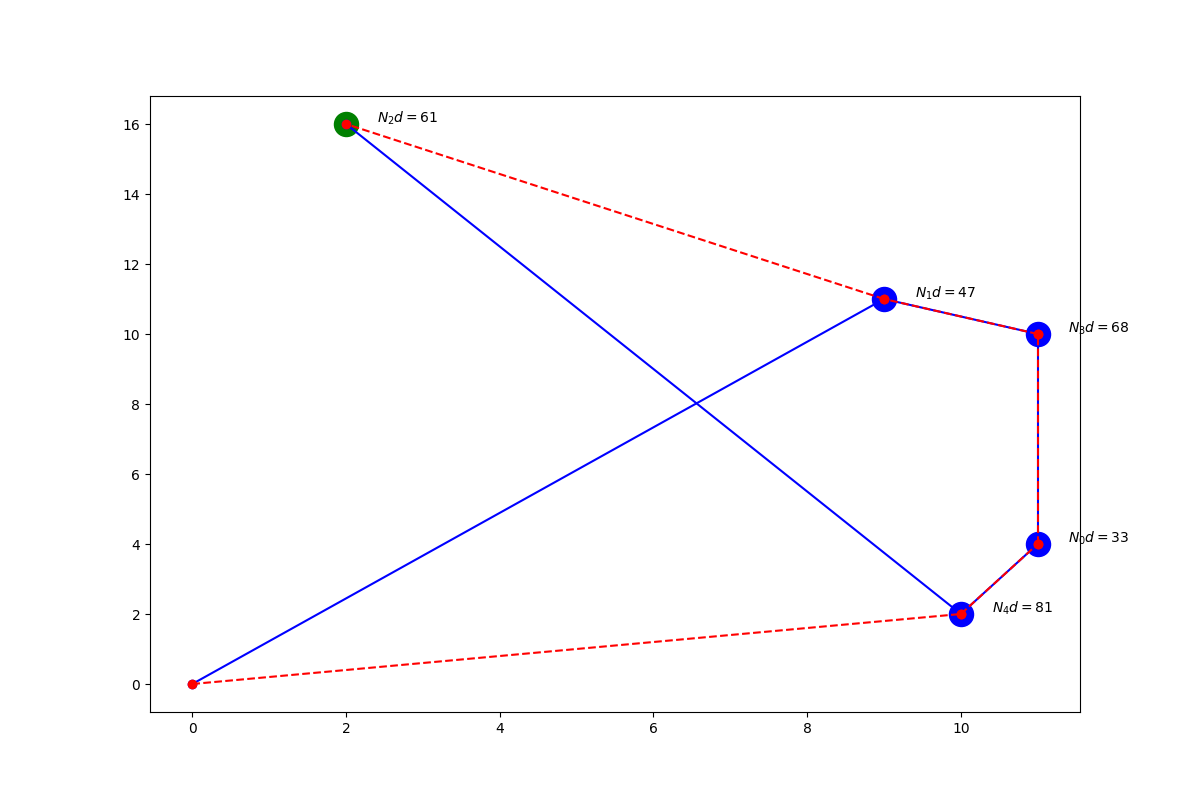 16
14
12
10
8
6
4
2
0
N₂d = 61
N₁d = 47
N₃d = 68
N₀d = 33
N₄d = 81
0 2 4 6 8 10